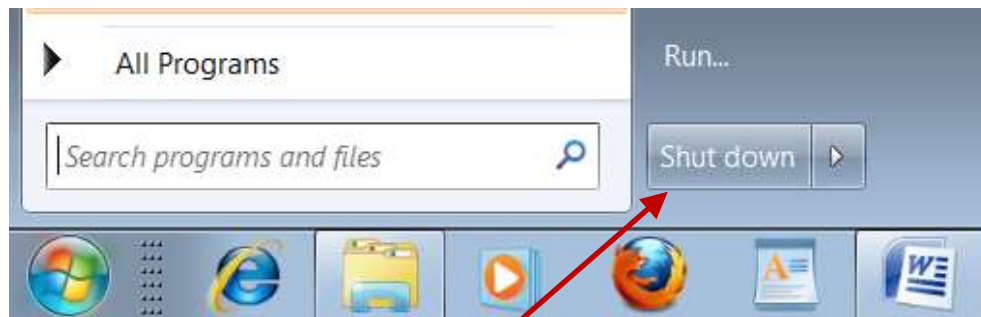 All Programs
Run...
Search programs and files
Shut down
A
W